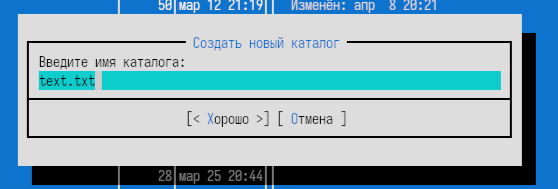 50|мар 12 21:19|| Изменён: апр  8 20:21
Создать новый каталог
Введите имя каталога:
text.txt
[< Хорошо >] [ Отмена ]
28|мар 25 20:44||